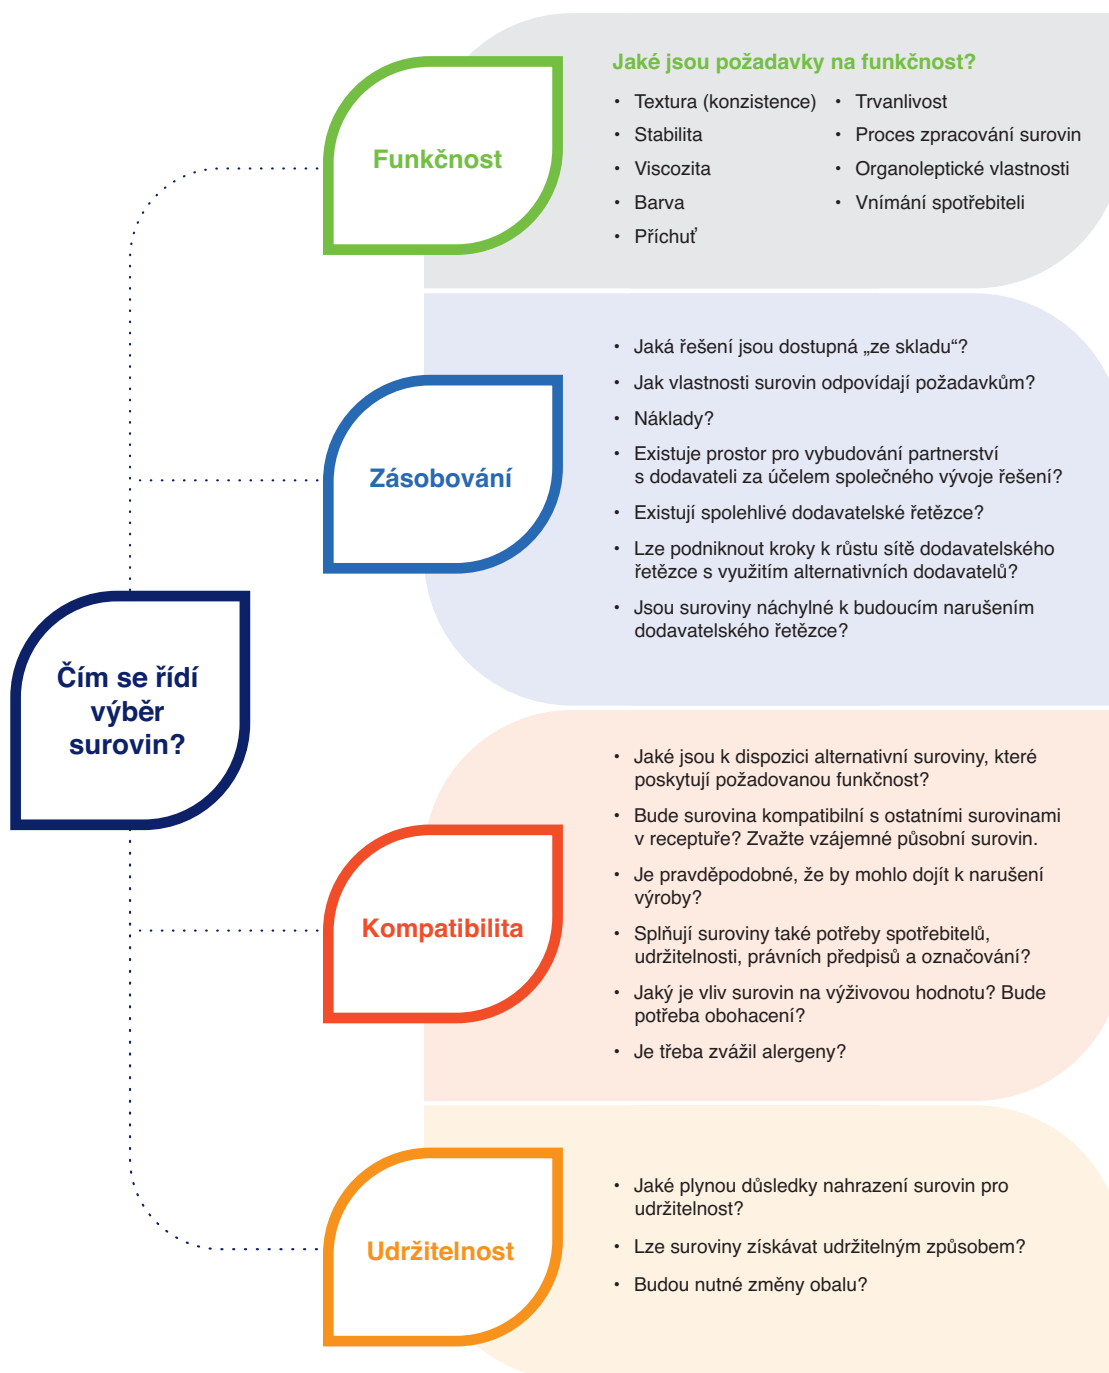 Čím se řídí
výběr
surovin?
Funkčnost
Jaké jsou požadavky na funkčnost?
• Textura (konzistence)
• Stabilita
• Viscozita
• Barva
• Příchuť
• Trvanlivost
• Proces zpracování surovin
• Organoleptické vlastnosti
• Vnímání spotřebiteli
Zásobování
• Jaká řešení jsou dostupná „ze skladu“?
• Jak vlastnosti surovin odpovídají požadavkům?
• Náklady?
• Existuje prostor pro vybudování partnerství
s dodavateli za účelem společného vývoje řešení?
• Existují spolehlivé dodavatelské řetězce?
• Lze podniknout kroky k růstu sítě dodavatelského
řetězce s využitím alternativních dodavatelů?
• Jsou suroviny náchylné k budoucím narušením
dodavatelského řetězce?
Kompatibilita
• Jaké jsou k dispozici alternativní suroviny, které
poskytují požadovanou funkčnost?
• Bude surovina kompatibilní s ostatními surovinami
v receptuře? Zvažte vzájemné působní surovin.
• Je pravděpodobné, že by mohlo dojít k narušení
výroby?
• Splňují suroviny také potřeby spotřebitelů,
udržitelnosti, právních předpisů a označování?
• Jaký je vliv surovin na výživovou hodnotu? Bude
potřeba obohacení?
• Je třeba zvážil alergeny?
Udržitelnost
• Jaké plynou důsledky nahrazení surovin pro
udržitelnost?
• Lze suroviny získávat udržitelným způsobem?
• Budou nutné změny obalu?